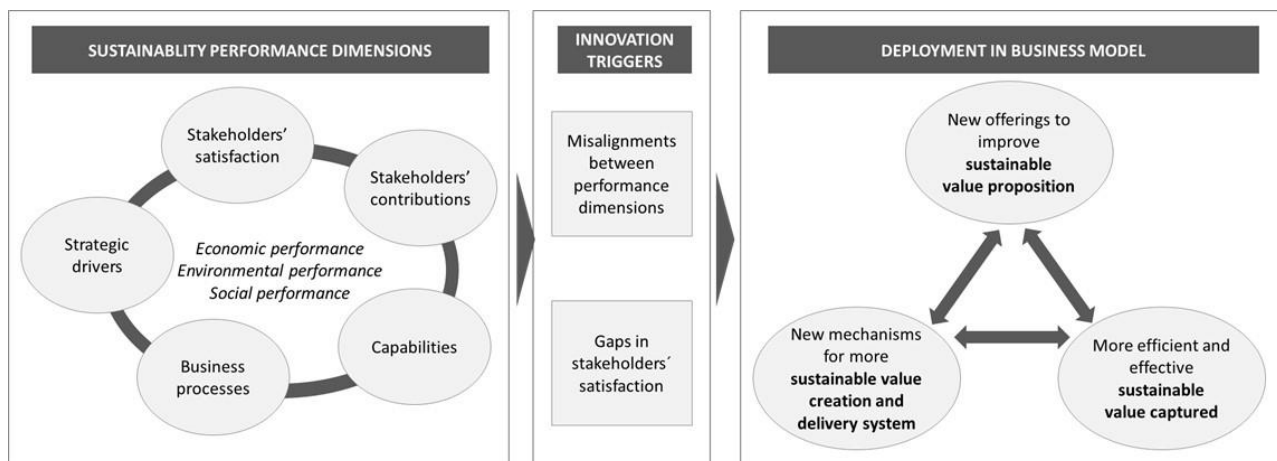 SUSTAINABLITY PERFORMANCE DIMENSIONS
Stakeholders’
satisfaction
Stakeholders’
contributions
Strategic
drivers
Economic performance
Environmental performance
Social performance
Capabilities
Business
processes
INNOVATION
TRIGGERS
Misalignments
between
performance
dimensions
Gaps in
stakeholders´
satisfaction
DEPLOYMENT IN BUSINESS MODEL
New offerings to
improve
sustainable
value proposition
New mechanisms
for more
sustainable value
creation and
delivery system
More efficient and
effective
sustainable
value captured